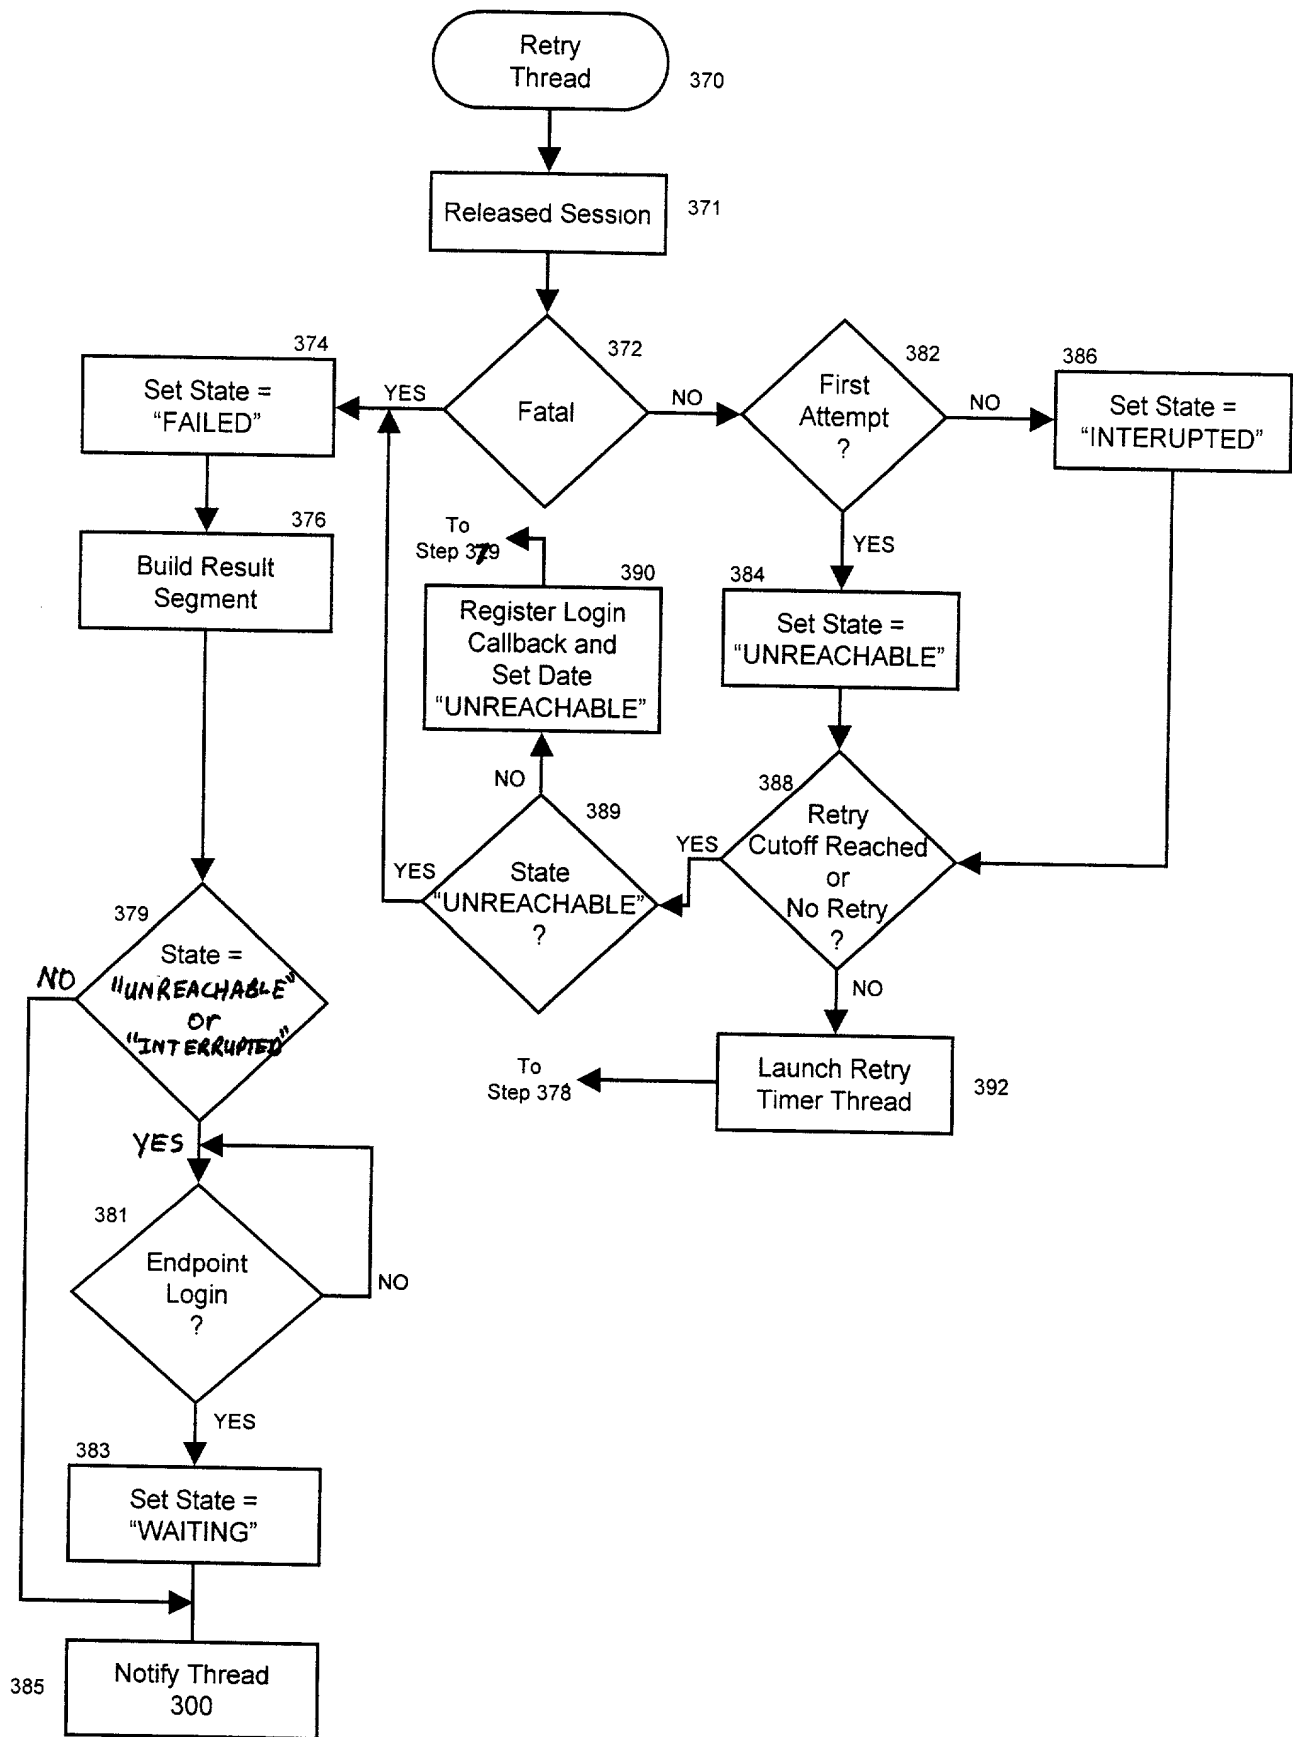 Retry
Thread
370
Released Session
371
374
372
382
386
Set State =
"FAILED"
YES
Fatal
NO
First
Attempt
?
NO
Set State =
"INTERUPTED"
376
Build Result
Segment
To
Step 379
YES
390
384
Register Login
Callback and
Set Date
"UNREACHABLE"
Set State =
"UNREACHABLE"
NO
388
389
Retry
Cutoff Reached
or
No Retry
?
YES
YES
State
"UNREACHABLE"
?
379
State =
"UNREACHABLE"
or
"INTERRUPTED"
NO
NO
To
Step 378
Launch Retry
Timer Thread
392
YES
381
Endpoint
Login
?
NO
YES
383
Set State =
"WAITING"
385
Notify Thread
300